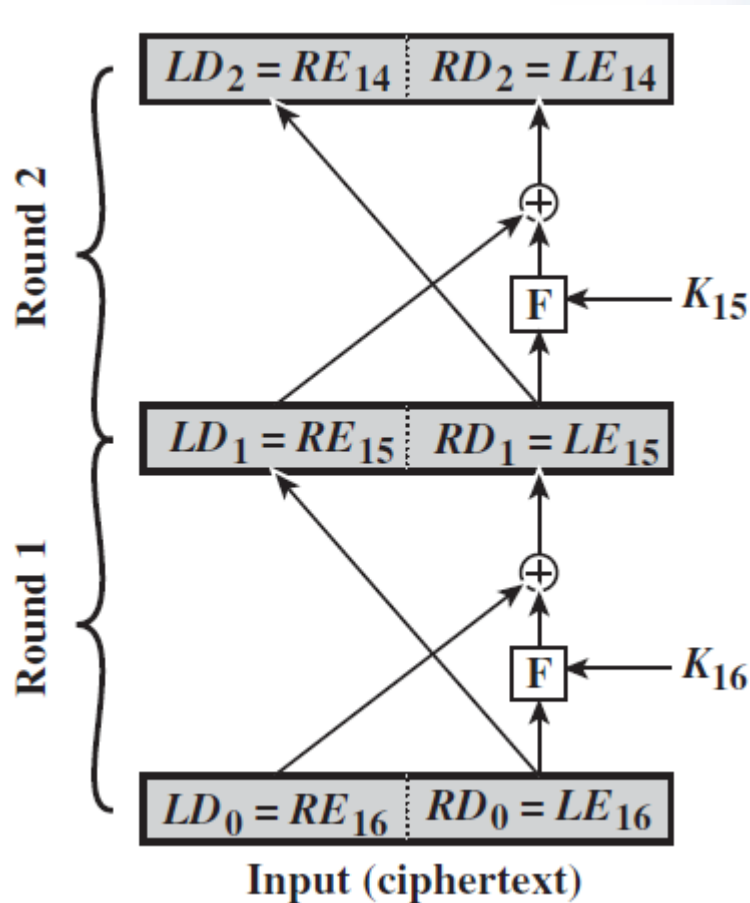 LD₂ = RE₁₄ RD₂ = LE₁₄
Round 2
F
K₁₅
LD₁ = RE₁₅ RD₁ = LE₁₅
Round 1
F
K₁₆
LD₀ = RE₁₆ RD₀ = LE₁₆
Input (ciphertext)